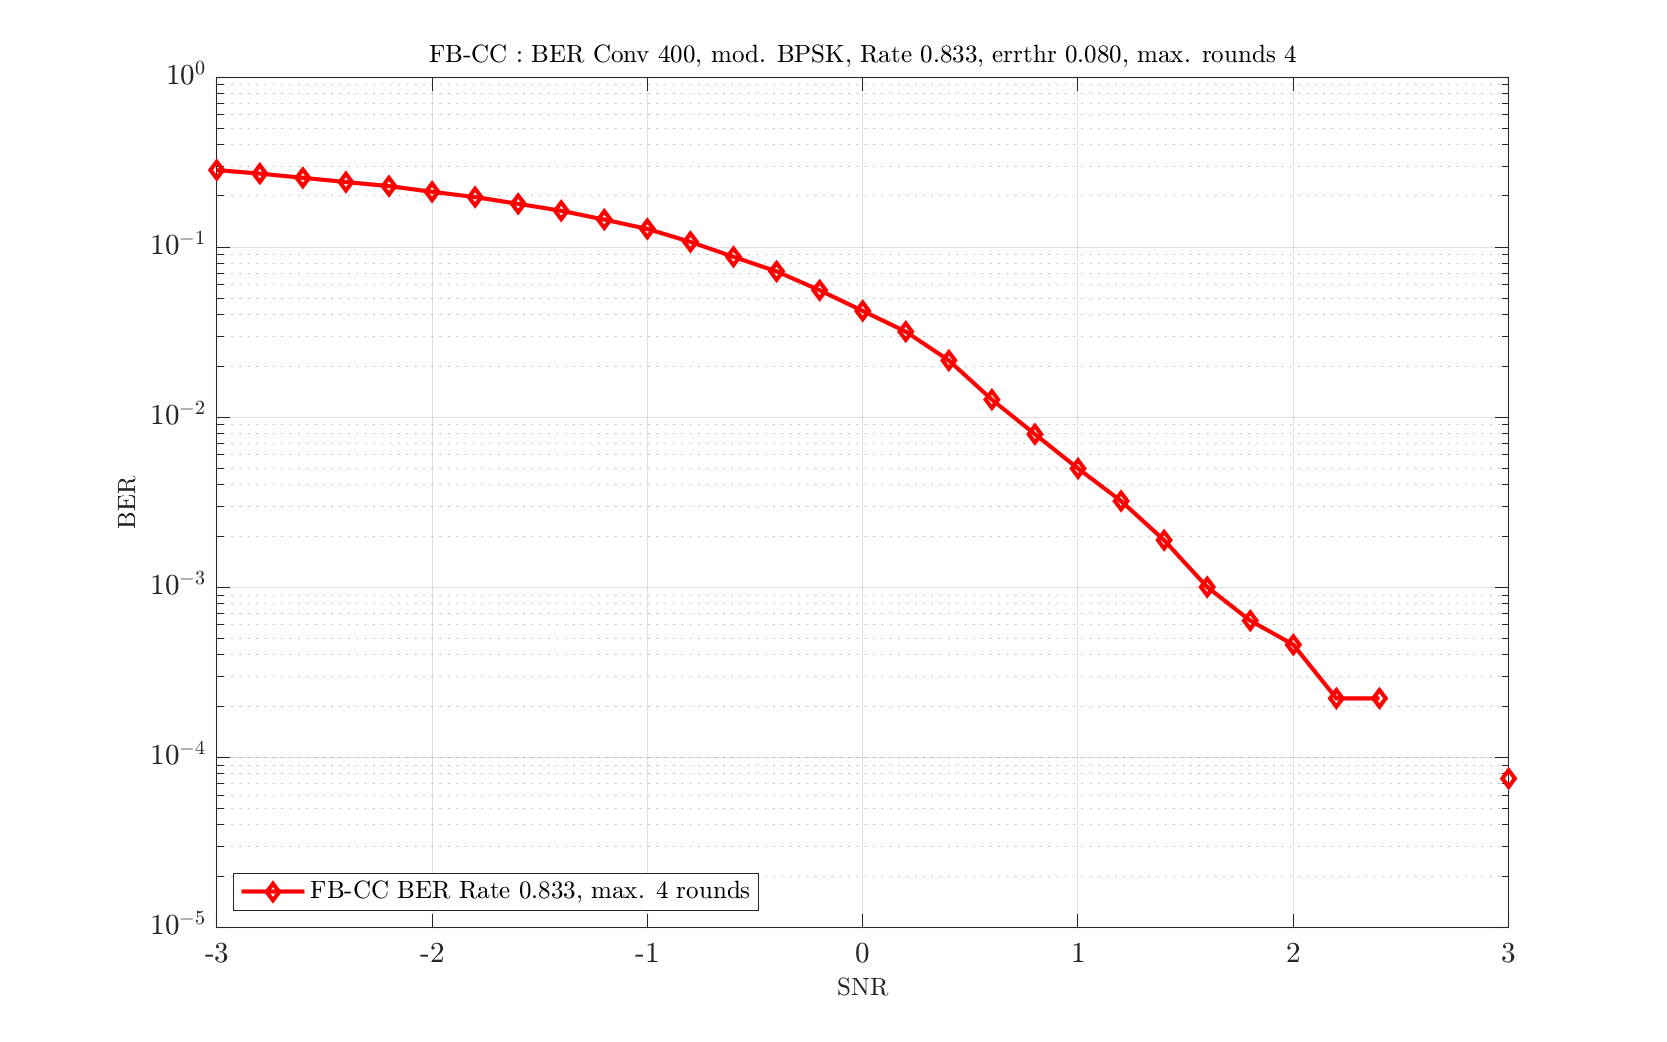 FB-CC : BER Conv 400, mod. BPSK, Rate 0.833, errthr 0.080, max. rounds 4
10^0
10^-1
10^-2
10^-3
10^-4
10^-5
BER
FB-CC BER Rate 0.833, max. 4 rounds
-3 -2 -1 0 1 2 3
SNR